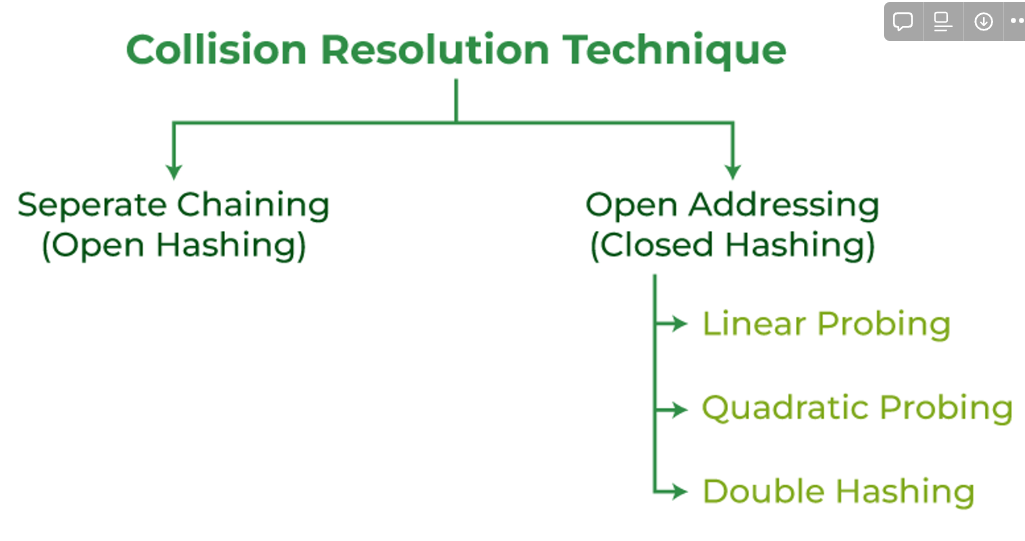 Collision Resolution Technique
Seperate Chaining
(Open Hashing)
Open Addressing
(Closed Hashing)
Linear Probing
Quadratic Probing
Double Hashing